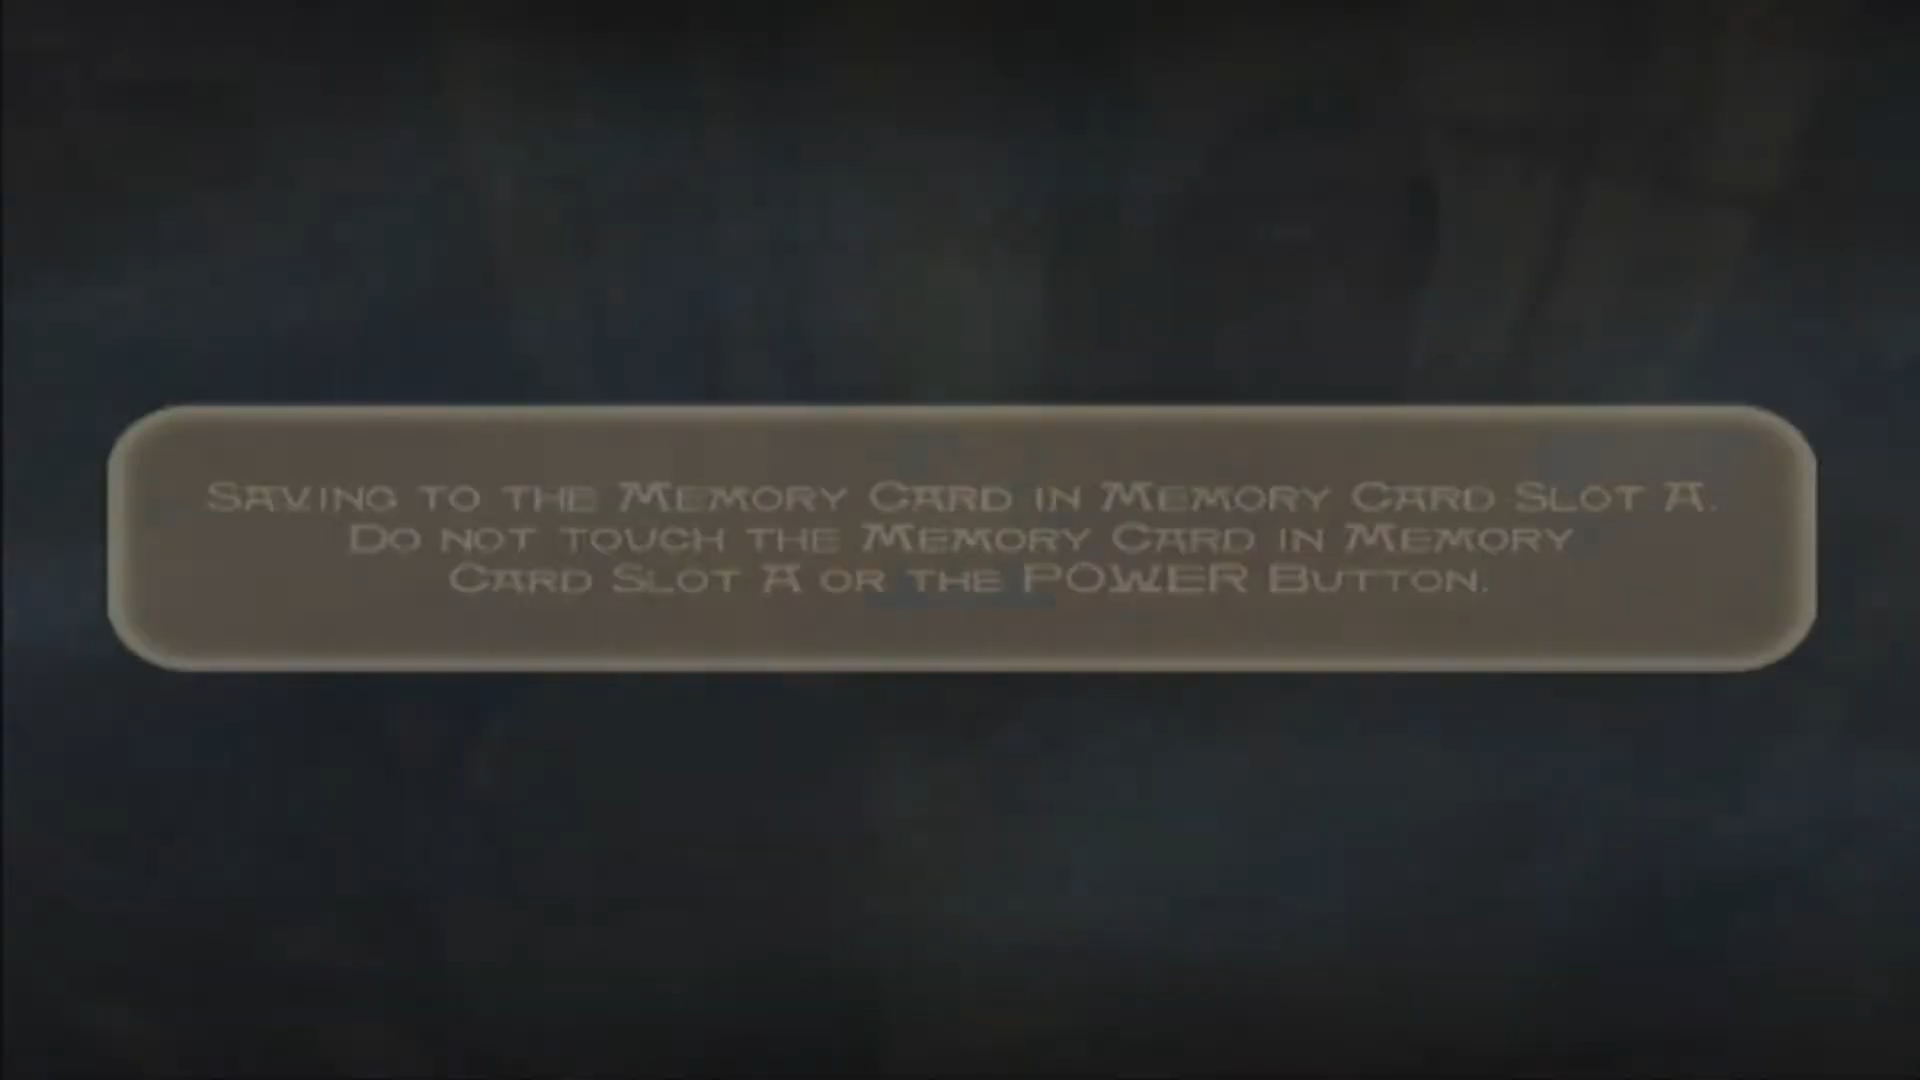 Saving to the Memory Card in Memory Card Slot A.
Do not touch the Memory Card in Memory
Card Slot A or the POWER Button.